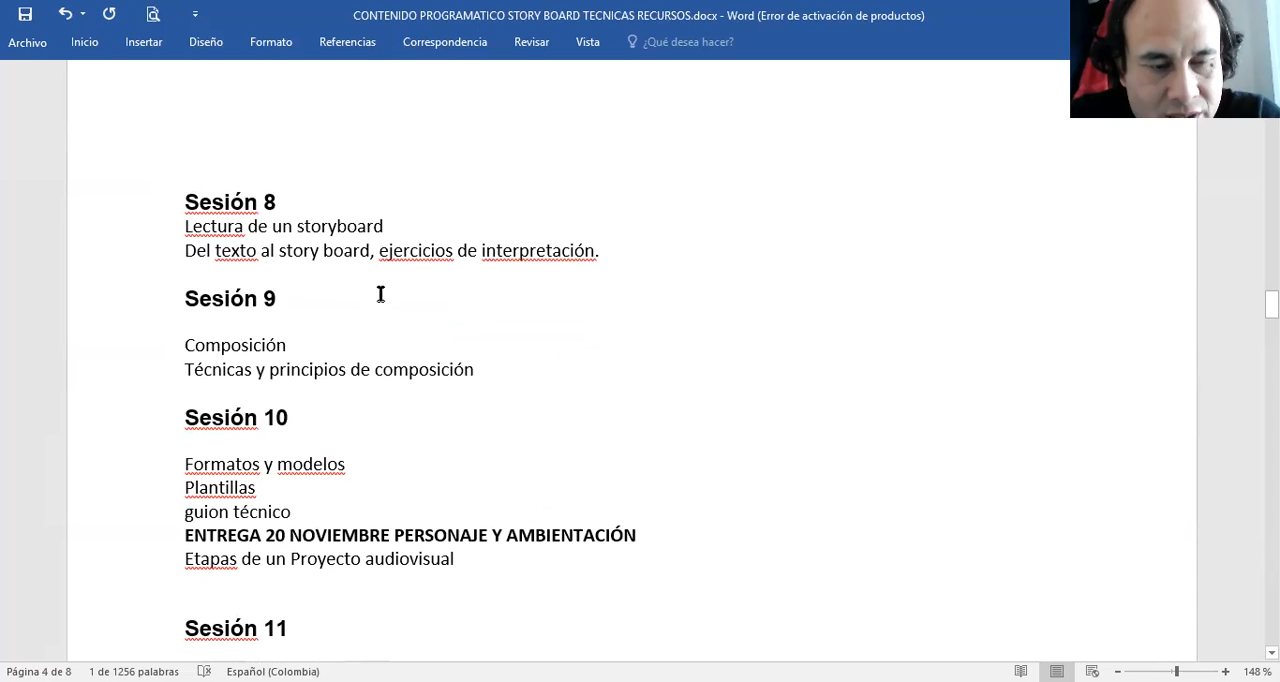 CONTENIDO PROGRAMATICO STORY BOARD TECNICAS RECURSOS.docx - Word (Error de activación de productos)
Archivo Inicio Insertar Diseño Formato Referencias Correspondencia Revisar Vista ¿Qué desea hacer?
Sesión 8
Lectura de un storyboard
Del texto al story board, ejercicios de interpretación.
Sesión 9
Composición
Técnicas y principios de composición
Sesión 10
Formatos y modelos
Plantillas
guion técnico
ENTREGA 20 NOVIEMBRE PERSONAJE Y AMBIENTACIÓN
Etapas de un Proyecto audiovisual
Sesión 11
Página 4 de 8 1 de 1256 palabras Español (Colombia) 148 %